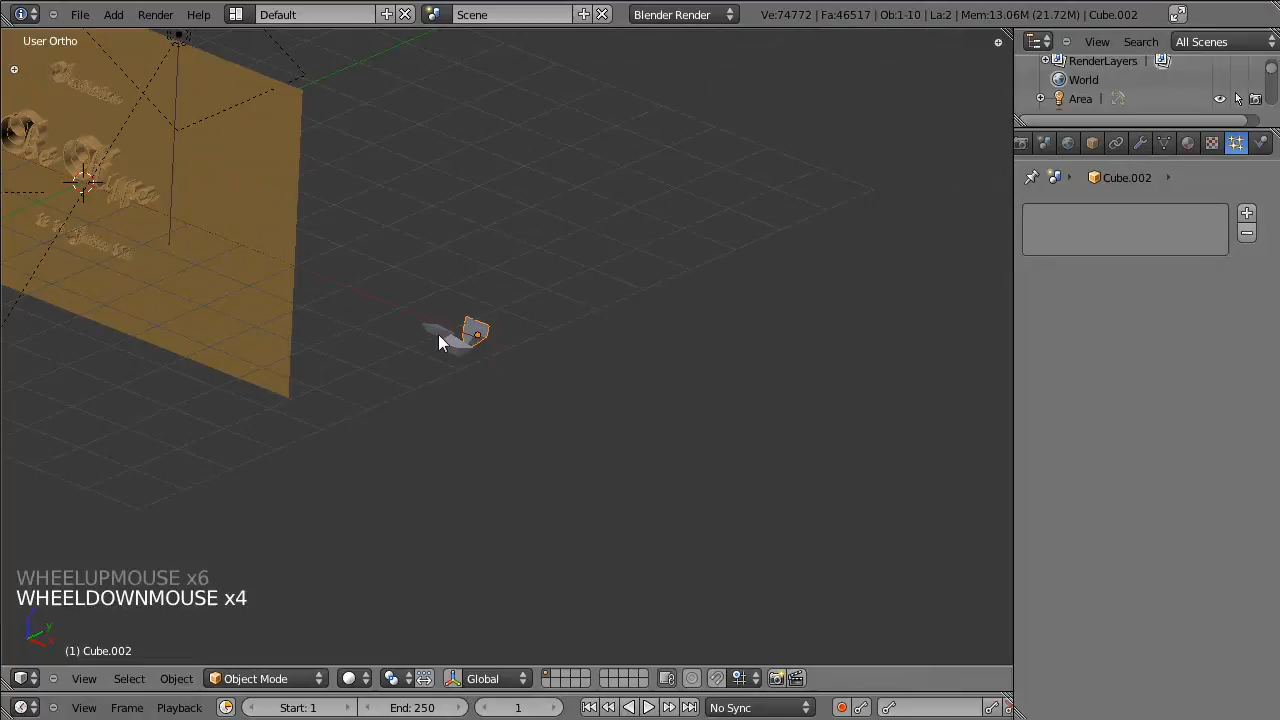 File Add Render Help Default Scene Blender Render Ve:74772 | Fa:46517 | Ob:1-10 | La:2 | Mem:13.06M (21.72M) | Cube.002
View Search All Scenes
User Ortho
RenderLayers
World
Area
Cube.002
WHEELUPMOUSE x6
WHEELDOWNMOUSE x4
z
y
x
(1) Cube.002
View Select Object Object Mode Global
View Frame Playback Start: 1 End: 250 1 No Sync